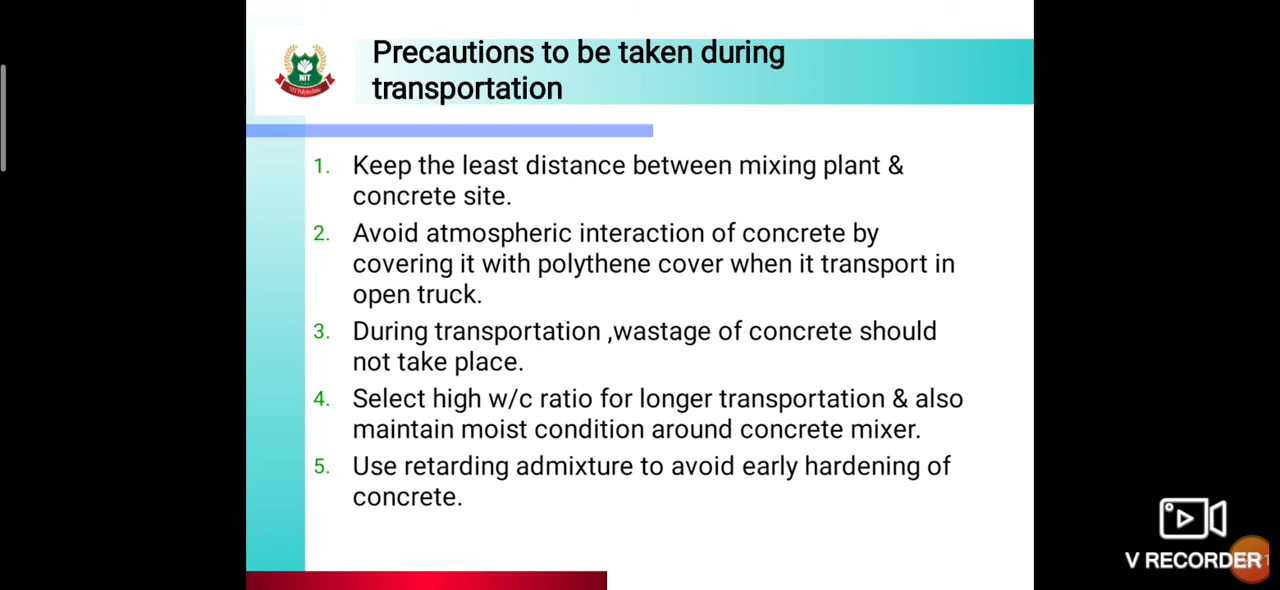 Precautions to be taken during
transportation
NIT
1. Keep the least distance between mixing plant &
concrete site.
2. Avoid atmospheric interaction of concrete by
covering it with polythene cover when it transport in
open truck.
3. During transportation ,wastage of concrete should
not take place.
4. Select high w/c ratio for longer transportation & also
maintain moist condition around concrete mixer.
5. Use retarding admixture to avoid early hardening of
concrete.
V RECORDER